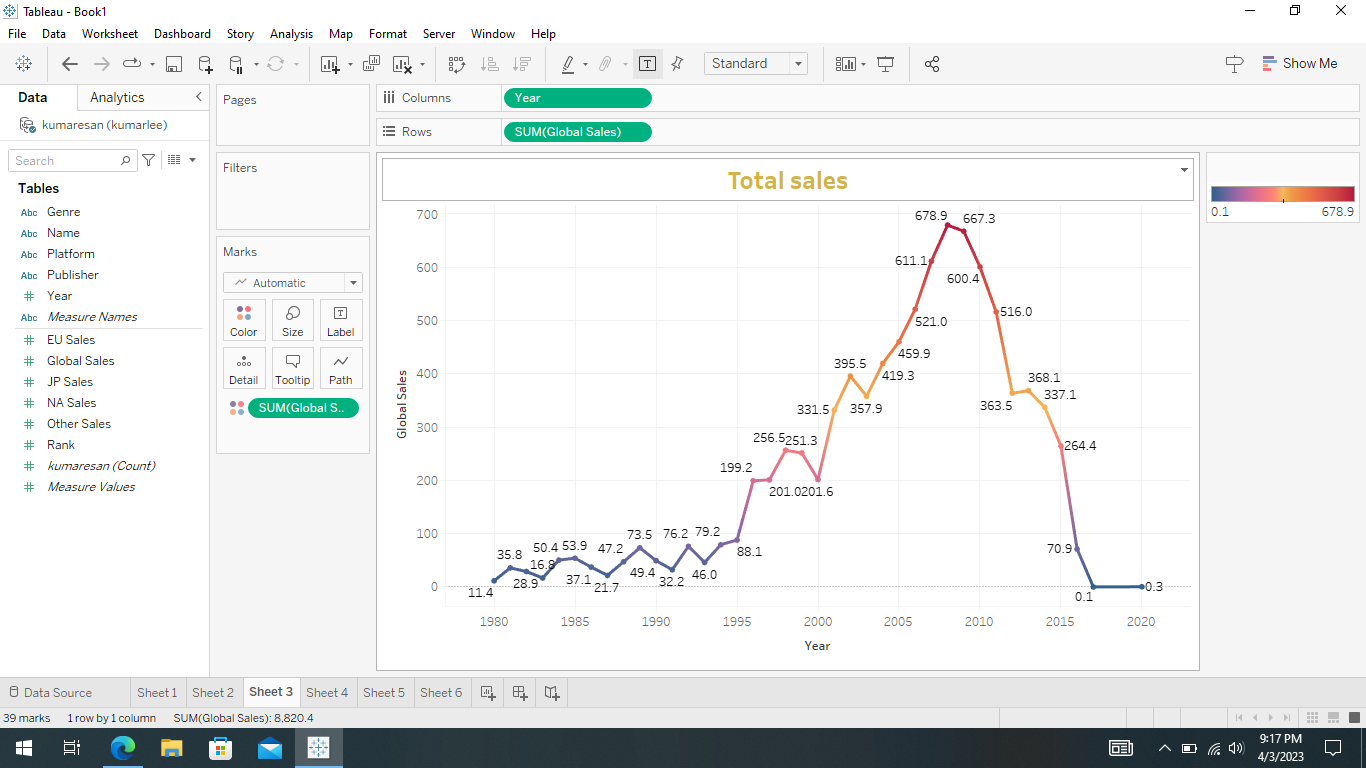 Tableau - Book1
File Data Worksheet Dashboard Story Analysis Map Format Server Window Help
Standard
Show Me
Data Analytics
kumaresan (kumarlee)
Search
Tables
Abc Genre
Abc Name
Abc Platform
Abc Publisher
# Year
Abc Measure Names
# EU Sales
# Global Sales
# JP Sales
# NA Sales
# Other Sales
# Rank
# kumaresan (Count)
# Measure Values
Pages
Filters
Marks
Automatic
Color Size Label
Detail Tooltip Path
SUM(Global S..
Columns Year
Rows SUM(Global Sales)
Total sales
0.1 678.9
Global Sales
700
600
500
400
300
200
100
0
11.4
35.8
28.9
16.8
50.4
53.9
37.1
21.7
47.2
73.5
49.4
32.2
76.2
46.0
79.2
88.1
199.2
201.0
256.5
251.3
201.6
331.5
395.5
357.9
419.3
459.9
521.0
611.1
678.9
667.3
600.4
516.0
363.5
368.1
337.1
264.4
70.9
0.1
0.3
1980 1985 1990 1995 2000 2005 2010 2015 2020
Year
Data Source Sheet 1 Sheet 2 Sheet 3 Sheet 4 Sheet 5 Sheet 6
39 marks 1 row by 1 column SUM(Global Sales): 8,820.4
9:17 PM
4/3/2023